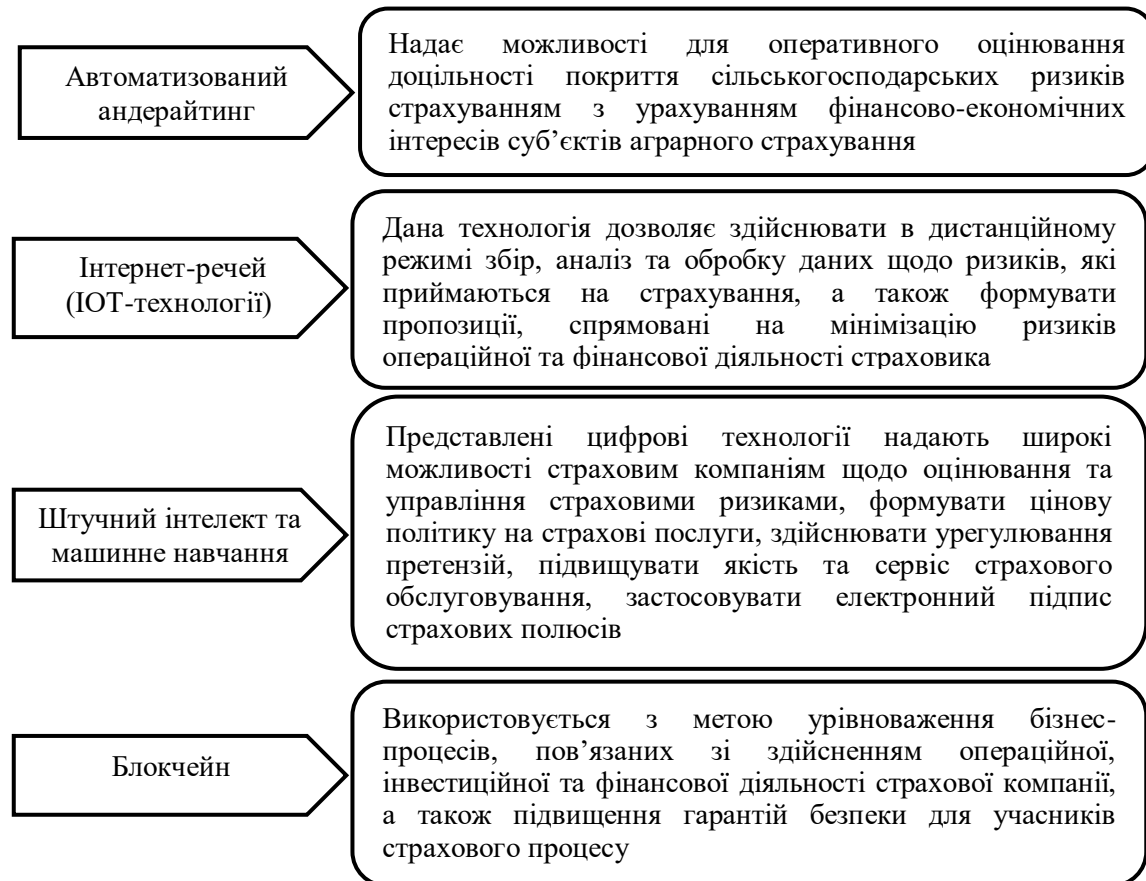 Автоматизований
андерайтинг
Надає можливості для оперативного оцінювання
доцільності покриття сільськогосподарських ризиків
страхуванням з урахуванням фінансово-економічних
інтересів суб’єктів аграрного страхування
Інтернет-речей
(ІОТ-технології)
Дана технологія дозволяє здійснювати в дистанційному
режимі збір, аналіз та обробку даних щодо ризиків, які
приймаються на страхування, а також формувати
пропозиції, спрямовані на мінімізацію ризиків
операційної та фінансової діяльності страховика
Штучний інтелект та
машинне навчання
Представлені цифрові технології надають широкі
можливості страховим компаніям щодо оцінювання та
управління страховими ризиками, формувати цінову
політику на страхові послуги, здійснювати урегулювання
претензій, підвищувати якість та сервіс страхового
обслуговування, застосовувати електронний підпис
страхових полюсів
Блокчейн
Використовується з метою урівноваження бізнес-
процесів, пов’язаних зі здійсненням операційної,
інвестиційної та фінансової діяльності страхової компанії,
а також підвищення гарантій безпеки для учасників
страхового процесу